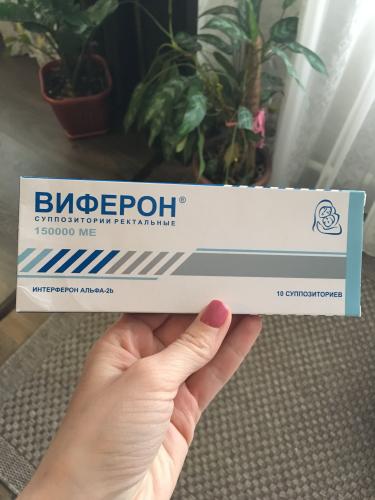 ВИФЕРОН®
СУППОЗИТОРИИ РЕКТАЛЬНЫЕ
150000 МЕ
ИНТЕРФЕРОН АЛЬФА-2b
10 СУППОЗИТОРИЕВ